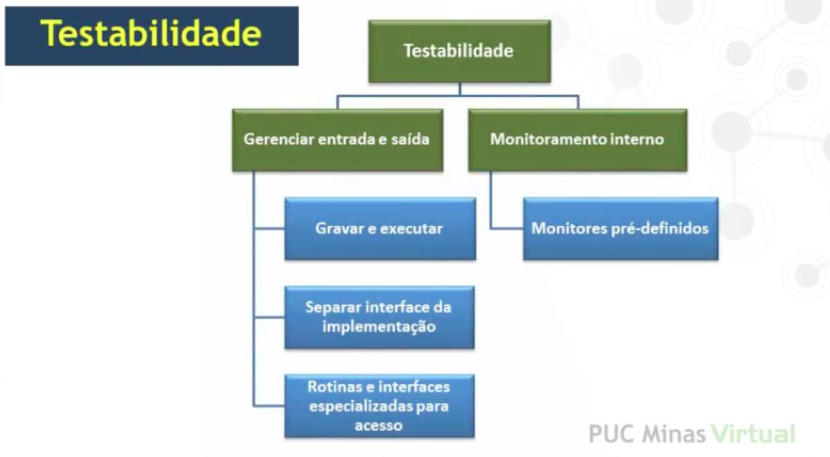 Testabilidade
Testabilidade
Gerenciar entrada e saída
Monitoramento interno
Gravar e executar
Monitores pré-definidos
Separar interface da
implementação
Rotinas e interfaces
especializadas para
acesso
PUC Minas Virtual